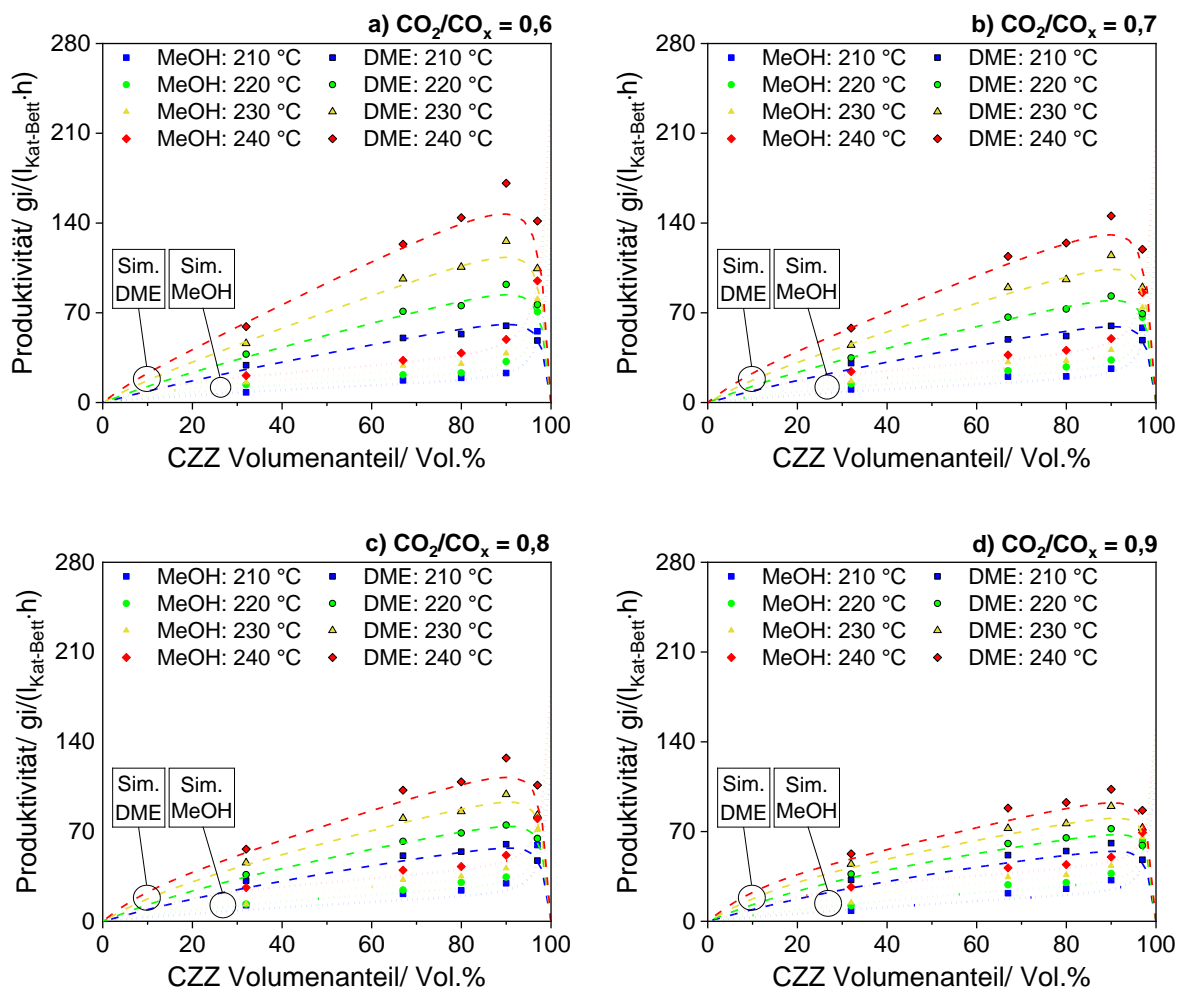 a) CO₂/COₓ = 0,6
Produktivität/ gi/(l_Kat-Bett·h)
280
210
140
70
0
MeOH: 210 °C DME: 210 °C
MeOH: 220 °C DME: 220 °C
MeOH: 230 °C DME: 230 °C
MeOH: 240 °C DME: 240 °C
Sim.
DME
Sim.
MeOH
0 20 40 60 80 100
CZZ Volumenanteil/ Vol.%
b) CO₂/COₓ = 0,7
Produktivität/ gi/(l_Kat-Bett·h)
280
210
140
70
0
MeOH: 210 °C DME: 210 °C
MeOH: 220 °C DME: 220 °C
MeOH: 230 °C DME: 230 °C
MeOH: 240 °C DME: 240 °C
Sim.
DME
Sim.
MeOH
0 20 40 60 80 100
CZZ Volumenanteil/ Vol.%
c) CO₂/COₓ = 0,8
Produktivität/ gi/(l_Kat-Bett·h)
280
210
140
70
0
MeOH: 210 °C DME: 210 °C
MeOH: 220 °C DME: 220 °C
MeOH: 230 °C DME: 230 °C
MeOH: 240 °C DME: 240 °C
Sim.
DME
Sim.
MeOH
0 20 40 60 80 100
CZZ Volumenanteil/ Vol.%
d) CO₂/COₓ = 0,9
Produktivität/ gi/(l_Kat-Bett·h)
280
210
140
70
0
MeOH: 210 °C DME: 210 °C
MeOH: 220 °C DME: 220 °C
MeOH: 230 °C DME: 230 °C
MeOH: 240 °C DME: 240 °C
Sim.
DME
Sim.
MeOH
0 20 40 60 80 100
CZZ Volumenanteil/ Vol.%